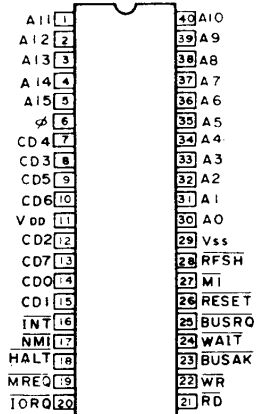 A11 1 40 A10
A12 2 39 A9
A13 3 38 A8
A14 4 37 A7
A15 5 36 A6
ϕ 6 35 A5
CD4 7 34 A4
CD3 8 33 A3
CD5 9 32 A2
CD6 10 31 A1
VDD 11 30 A0
CD2 12 29 Vss
CD7 13 28 RFSH
CD0 14 27 M1
CD1 15 26 RESET
INT 16 25 BUSRQ
NMI 17 24 WAIT
HALT 18 23 BUSAK
MREQ 19 22 WR
IORQ 20 21 RD